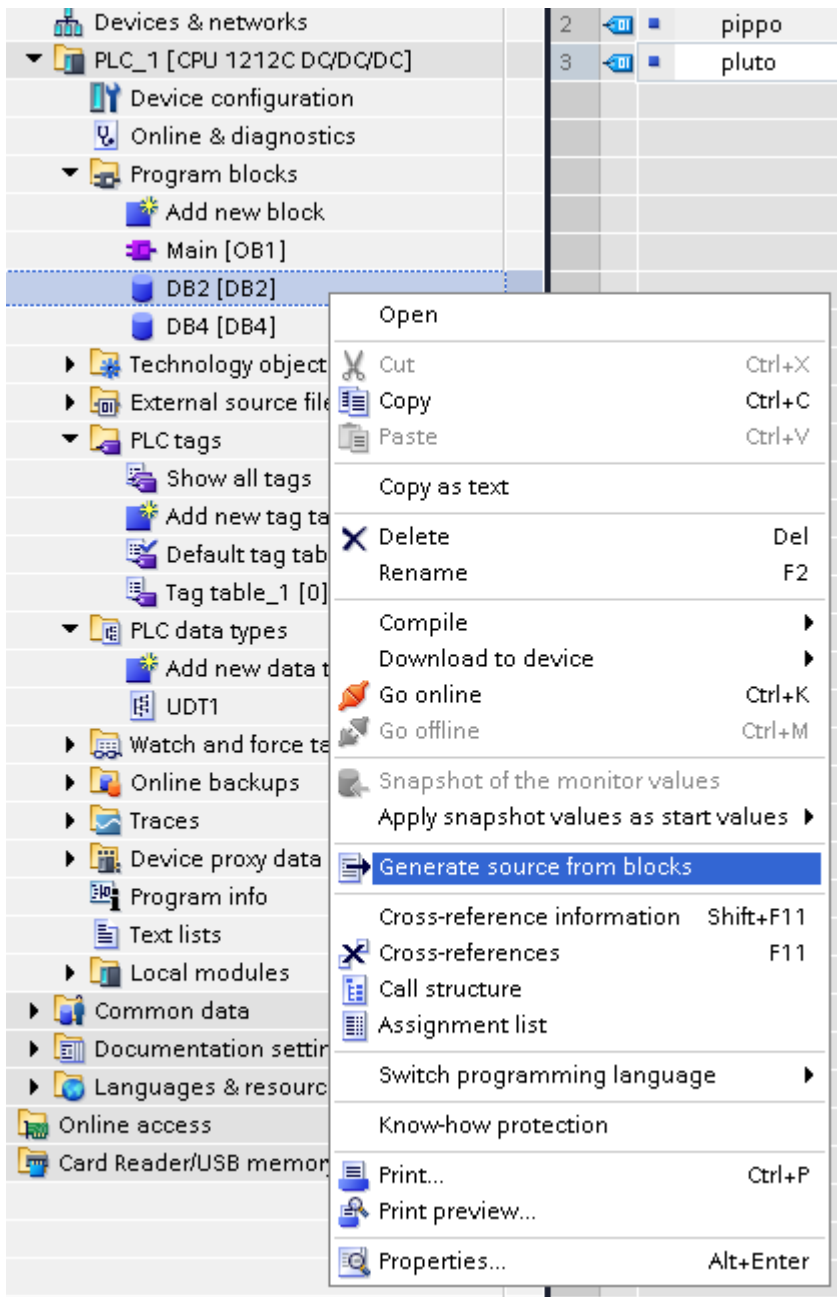 Devices & networks
PLC_1 [CPU 1212C DC/DC/DC]
Device configuration
Online & diagnostics
Program blocks
Add new block
Main [OB1]
DB2 [DB2]
DB4 [DB4]
Technology object
External source file
PLC tags
Show all tags
Add new tag ta
Default tag tab
Tag table_1 [0]
PLC data types
Add new data t
UDT1
Watch and force ta
Online backups
Traces
Device proxy data
Program info
Text lists
Local modules
Common data
Documentation settin
Languages & resourc
Online access
Card Reader/USB memor
2 pippo
3 pluto
Open
Cut Ctrl+X
Copy Ctrl+C
Paste Ctrl+V
Copy as text
Delete Del
Rename F2
Compile
Download to device
Go online Ctrl+K
Go offline Ctrl+M
Snapshot of the monitor values
Apply snapshot values as start values
Generate source from blocks
Cross-reference information Shift+F11
Cross-references F11
Call structure
Assignment list
Switch programming language
Know-how protection
Print... Ctrl+P
Print preview...
Properties... Alt+Enter